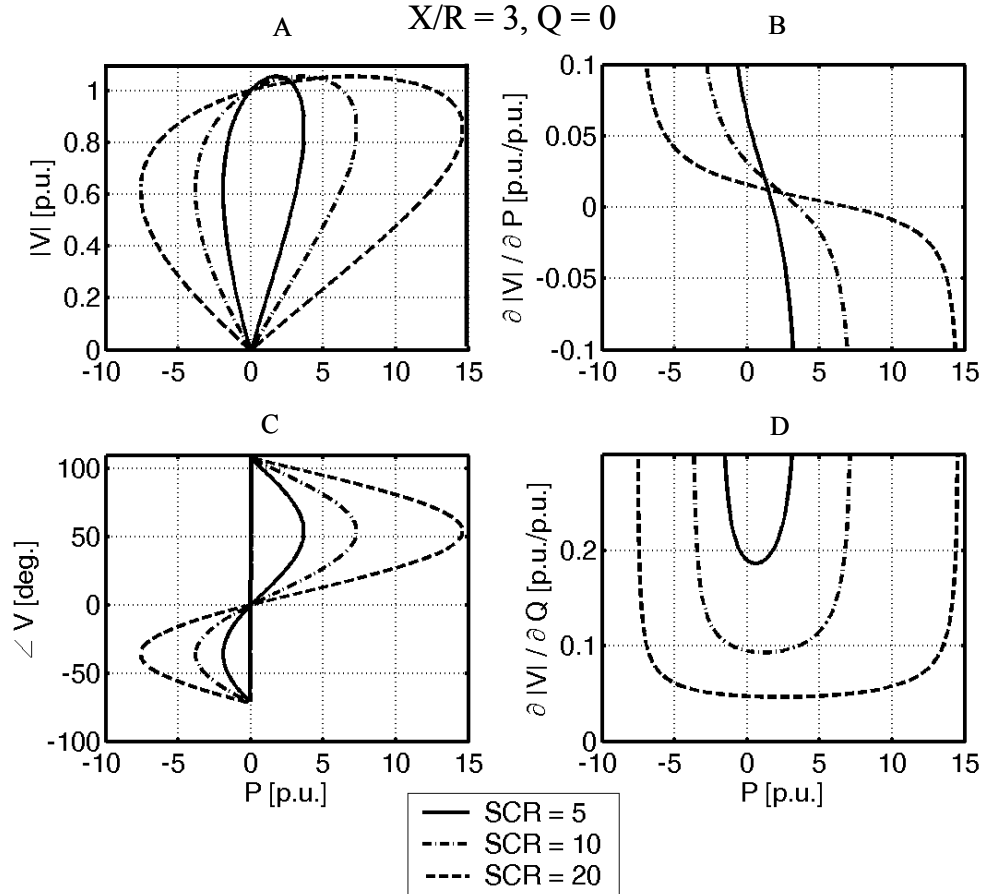 X/R = 3, Q = 0
A
B
|V| [p.u.]
1
0.8
0.6
0.4
0.2
0
-10 -5 0 5 10 15
∂ |V| / ∂ P [p.u./p.u.]
0.1
0.05
0
-0.05
-0.1
-10 -5 0 5 10 15
C
D
∠ V [deg.]
100
50
0
-50
-100
-10 -5 0 5 10 15
P [p.u.]
∂ |V| / ∂ Q [p.u./p.u.]
0.2
0.1
0
-10 -5 0 5 10 15
P [p.u.]
SCR = 5
SCR = 10
SCR = 20